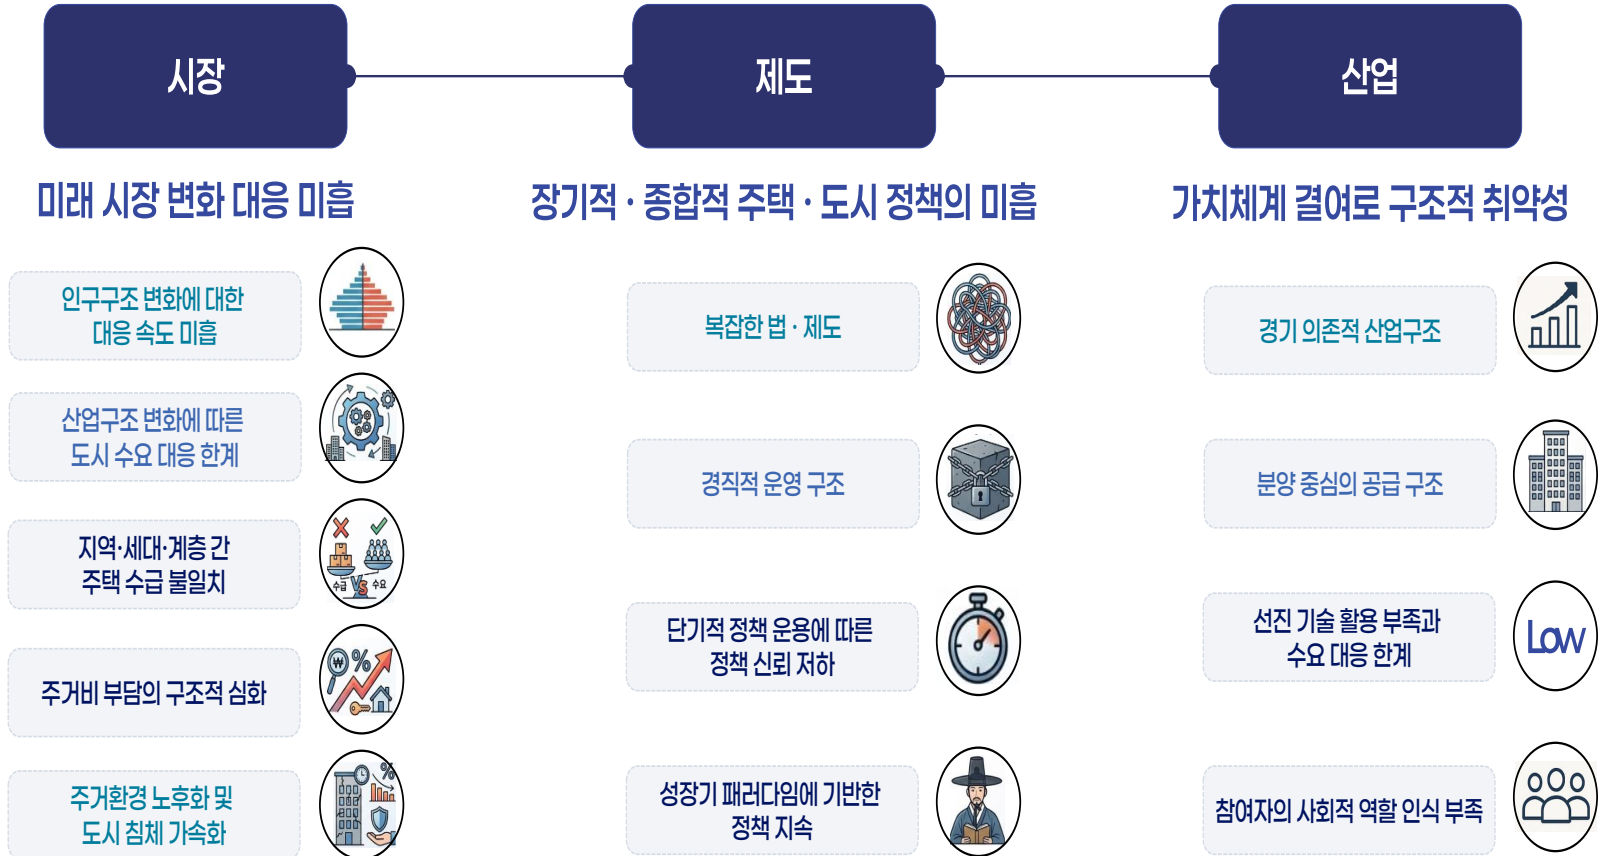 시장
제도
산업
미래 시장 변화 대응 미흡
장기적 · 종합적 주택 · 도시 정책의 미흡
가치체계 결여로 구조적 취약성
인구구조 변화에 대한
대응 속도 미흡
산업구조 변화에 따른
도시 수요 대응 한계
지역·세대·계층 간
주택 수급 불일치
수급 VS 수요
주거비 부담의 구조적 심화
₩ %
주거환경 노후화 및
도시 침체 가속화
%
복잡한 법 · 제도
경직적 운영 구조
단기적 정책 운용에 따른
정책 신뢰 저하
성장기 패러다임에 기반한
정책 지속
경기 의존적 산업구조
분양 중심의 공급 구조
선진 기술 활용 부족과
수요 대응 한계
Low
참여자의 사회적 역할 인식 부족